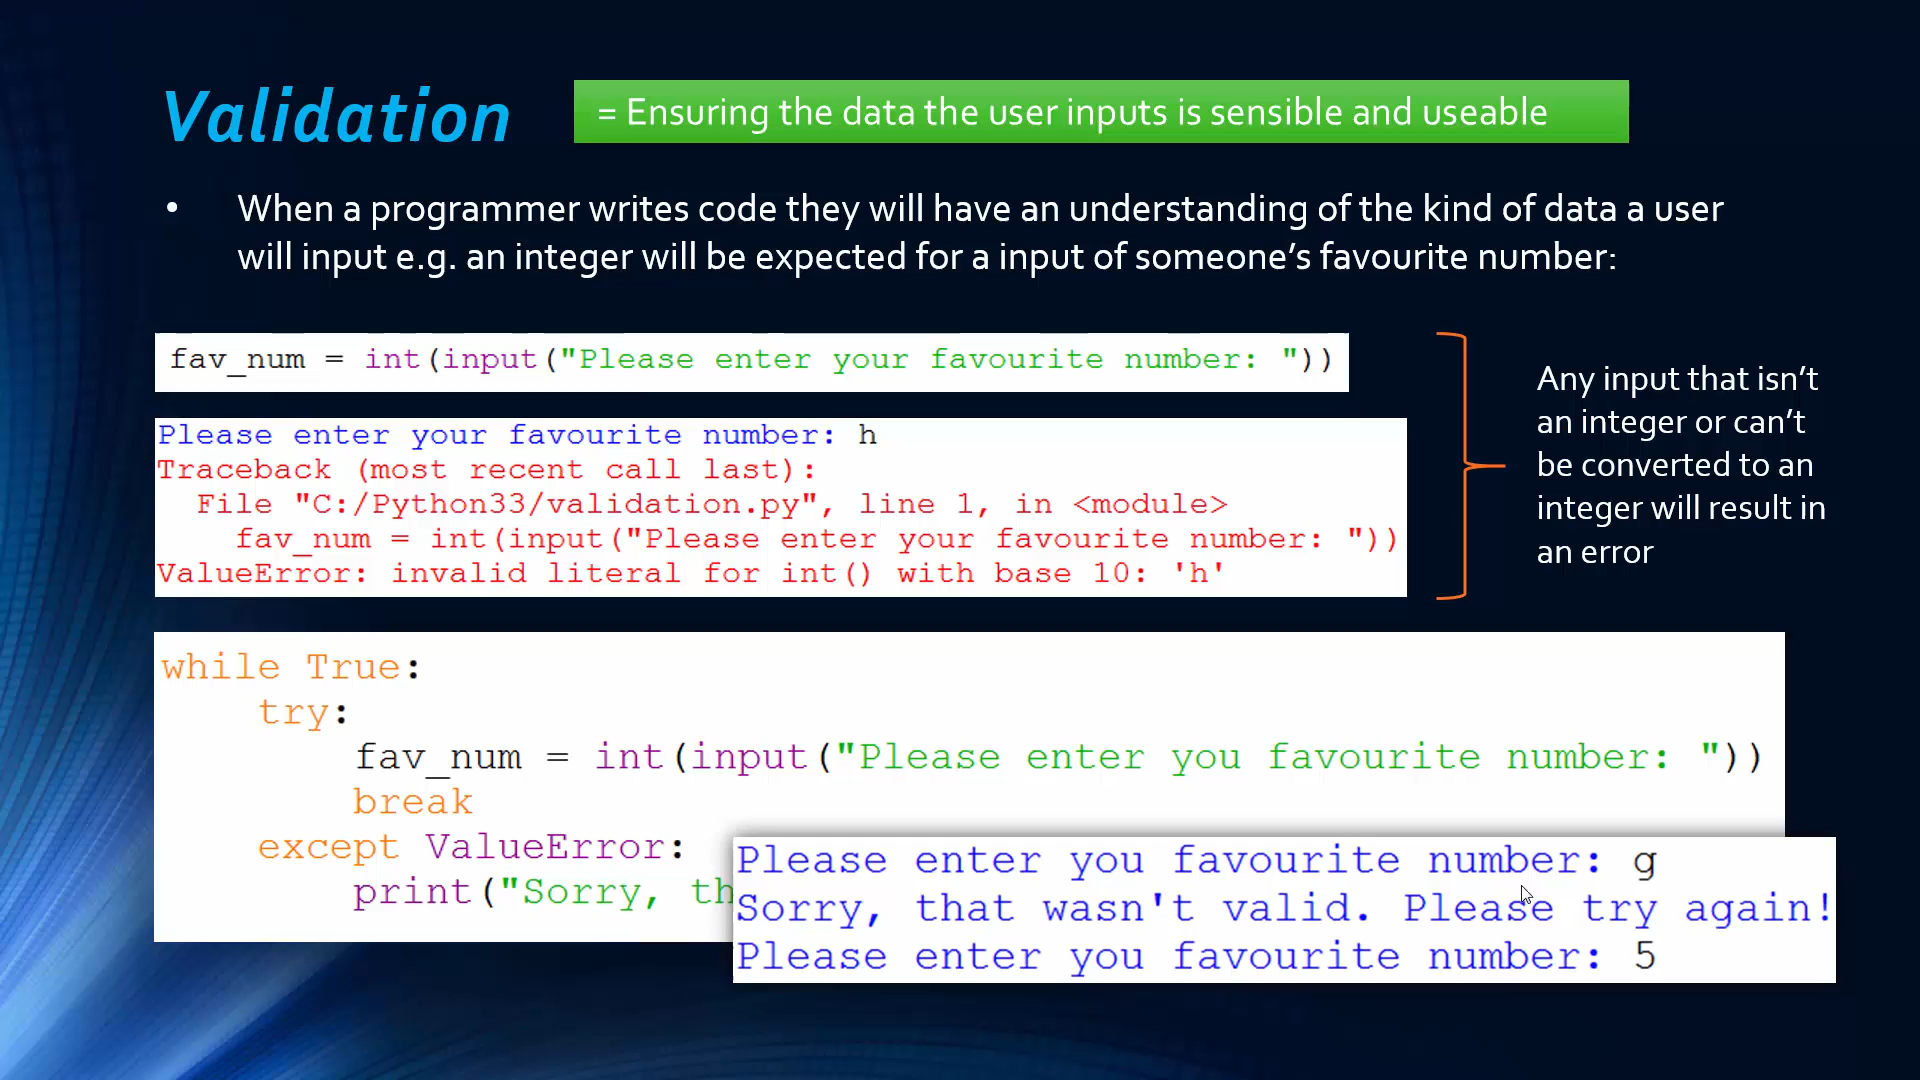 Validation
= Ensuring the data the user inputs is sensible and useable
• When a programmer writes code they will have an understanding of the kind of data a user
will input e.g. an integer will be expected for a input of someone’s favourite number:
fav_num = int(input("Please enter your favourite number: "))
Please enter your favourite number: h
Traceback (most recent call last):
  File "C:/Python33/validation.py", line 1, in <module>
    fav_num = int(input("Please enter your favourite number: "))
ValueError: invalid literal for int() with base 10: 'h'
Any input that isn’t
an integer or can’t
be converted to an
integer will result in
an error
while True:
    try:
        fav_num = int(input("Please enter you favourite number: "))
        break
    except ValueError:
        print("Sorry, th
Please enter you favourite number: g
Sorry, that wasn't valid. Please try again!
Please enter you favourite number: 5